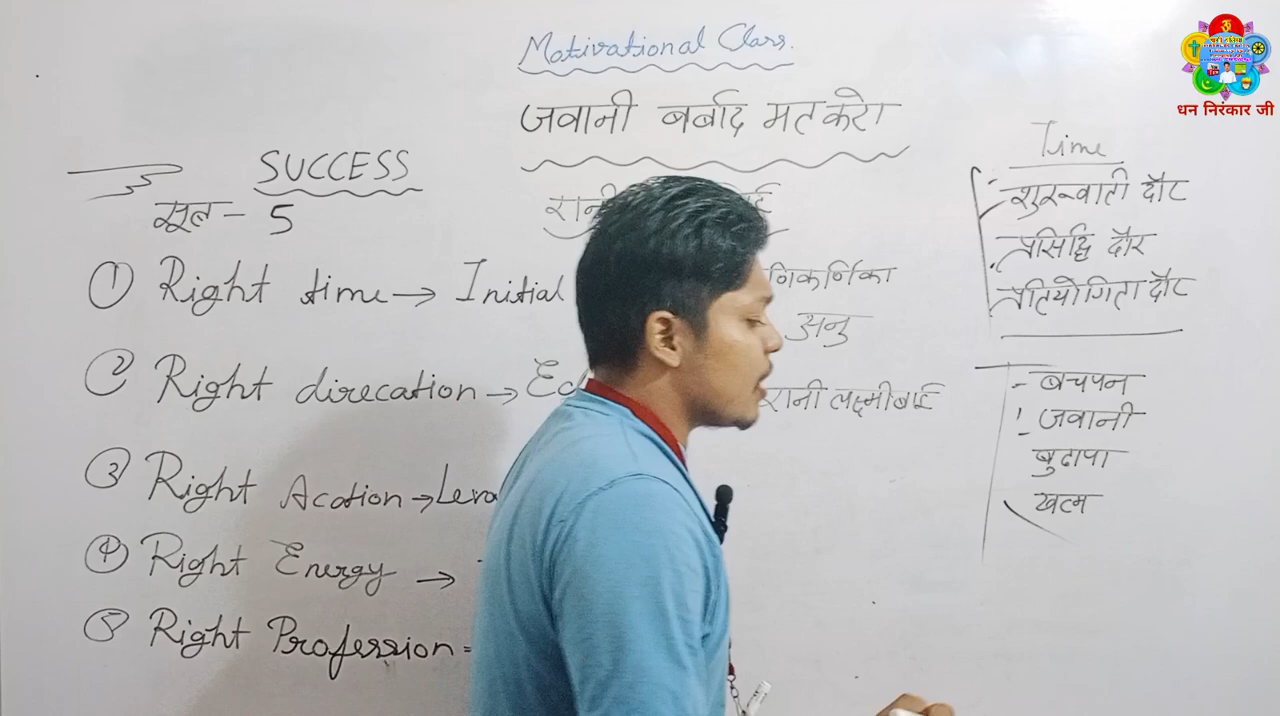 Motivational Class.
जवानी बर्बाद मत करो
SUCCESS
सूत्र - 5
रानी
① Right time → Initial
② Right direcation →
③ Right Acation →
④ Right Energy →
⑤ Right Profession =
अनु
रानी लक्ष्मीबाई
Time
शुरूवाती दौर
प्रसिद्धि दौर
प्रतियोगिता दौर
- बचपन
जवानी
बुढापा
खत्म
धन निरंकार जी